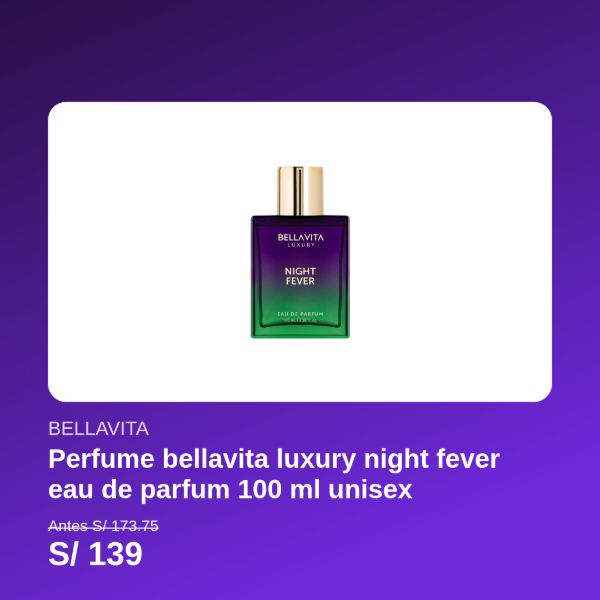 BELLAVITA
LUXURY
NIGHT
FEVER
EAU DE PARFUM
BELLAVITA
Perfume bellavita luxury night fever
eau de parfum 100 ml unisex
Antes S/ 173.75
S/ 139